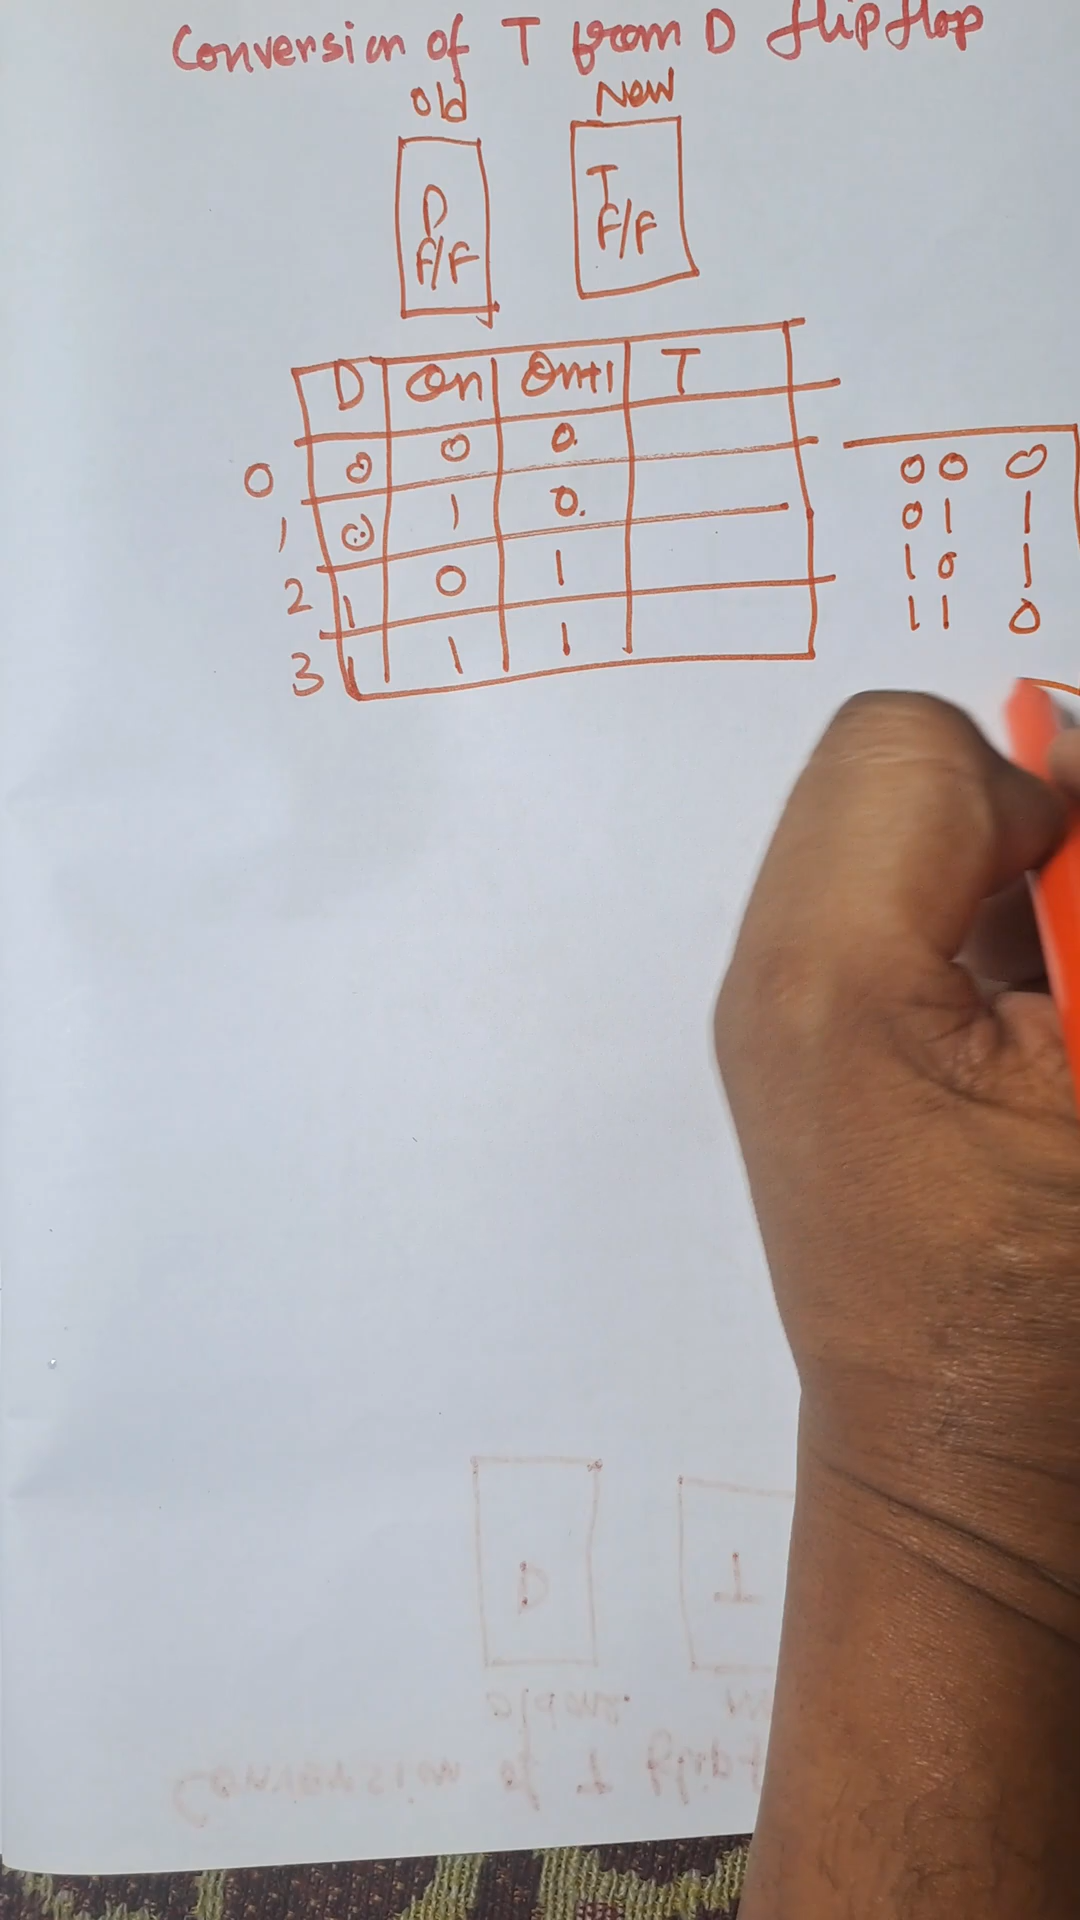 Conversion of T from D flip flop
Old New
D F/F
T F/F
D Qn Qn+1 T
0 0 0 0
1 0 1 0
2 1 0 1
3 1 1 1
0 0 0
0 1 1
1 0 1
1 1 0
D
T
Conversion of